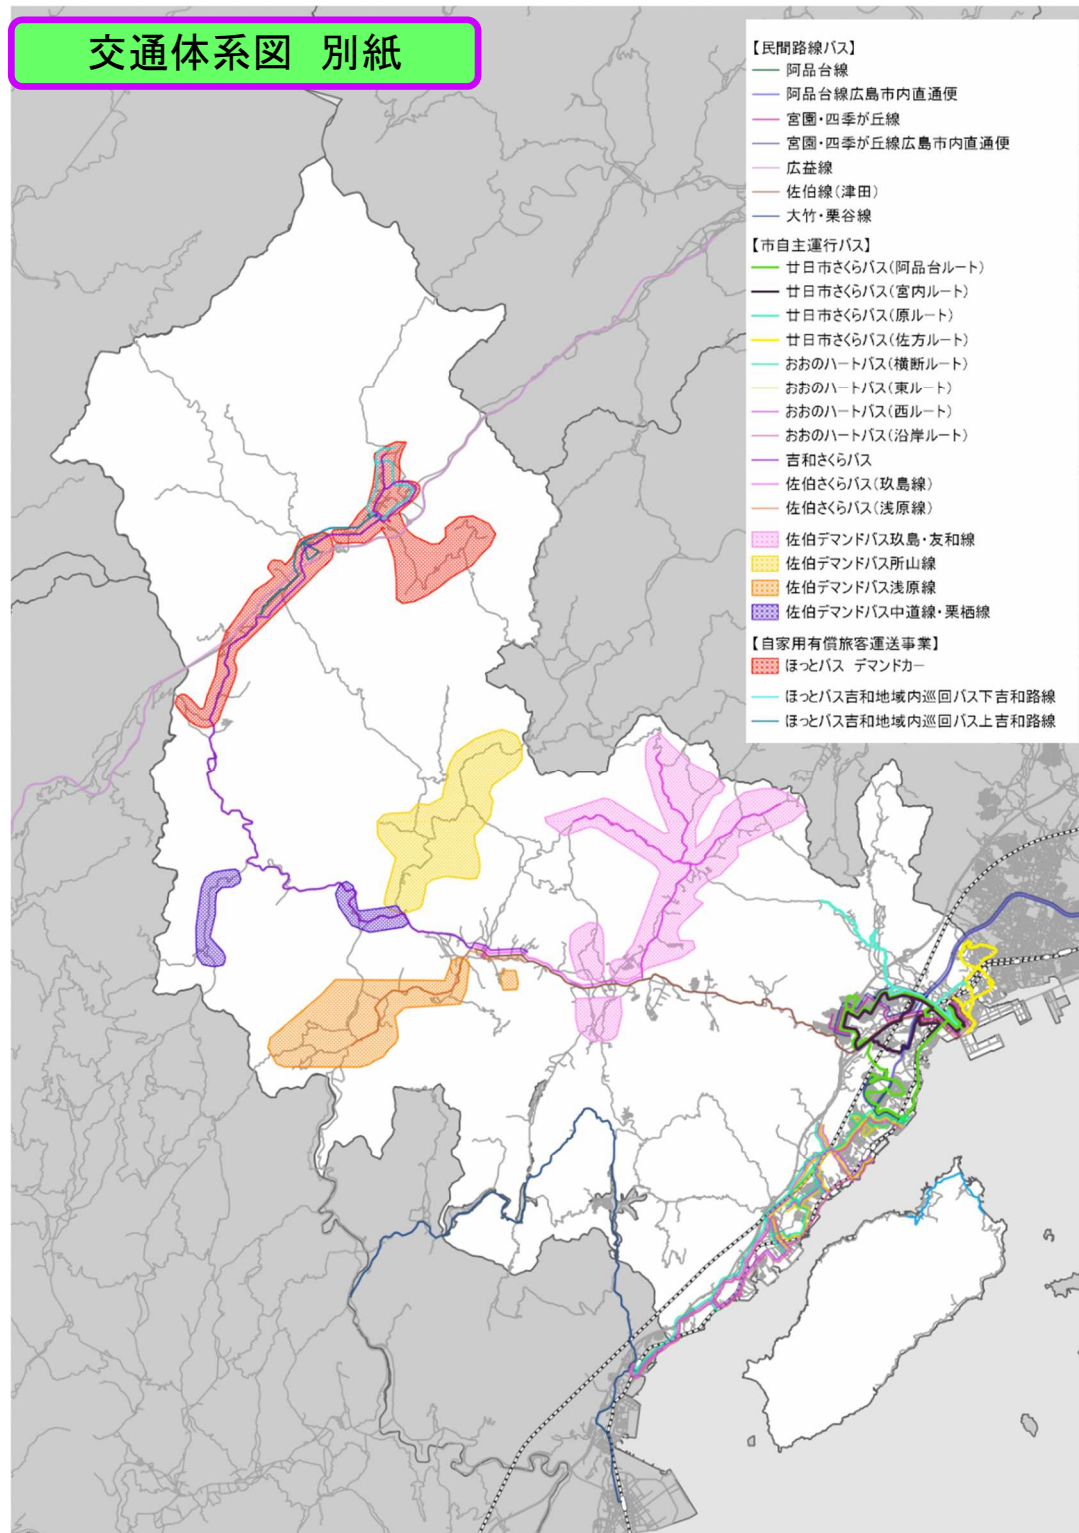 交通体系図 別紙
【民間路線バス】
阿品台線
阿品台線広島市内直通便
宮園・四季が丘線
宮園・四季が丘線広島市内直通便
広益線
佐伯線(津田)
大竹・栗谷線
【市自主運行バス】
廿日市さくらバス(阿品台ルート)
廿日市さくらバス(宮内ルート)
廿日市さくらバス(原ルート)
廿日市さくらバス(佐方ルート)
おおのハートバス(横断ルート)
おおのハートバス(東ルート)
おおのハートバス(西ルート)
おおのハートバス(沿岸ルート)
吉和さくらバス
佐伯さくらバス(玖島線)
佐伯さくらバス(浅原線)
佐伯デマンドバス玖島・友和線
佐伯デマンドバス所山線
佐伯デマンドバス浅原線
佐伯デマンドバス中道線・栗栖線
【自家用有償旅客運送事業】
ほっとバス デマンドカー
ほっとバス吉和地域内巡回バス下吉和路線
ほっとバス吉和地域内巡回バス上吉和路線